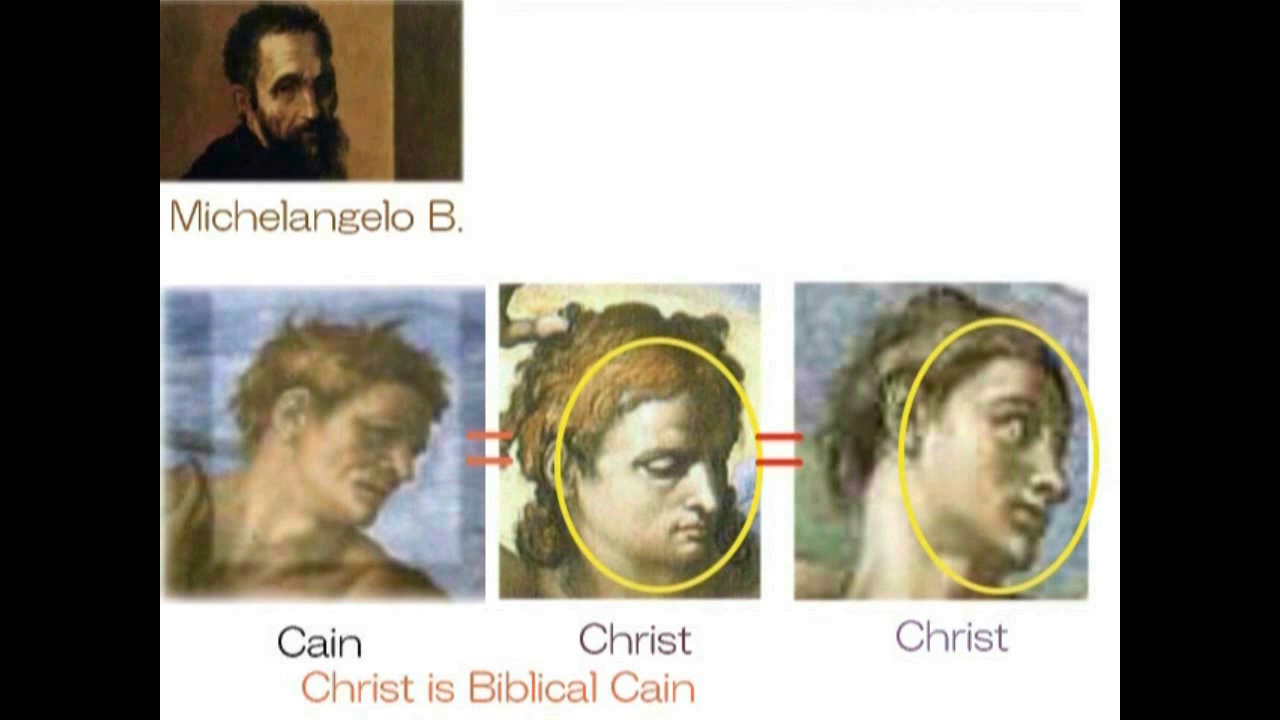 Michelangelo B.
Cain
Christ
Christ
Christ is Biblical Cain